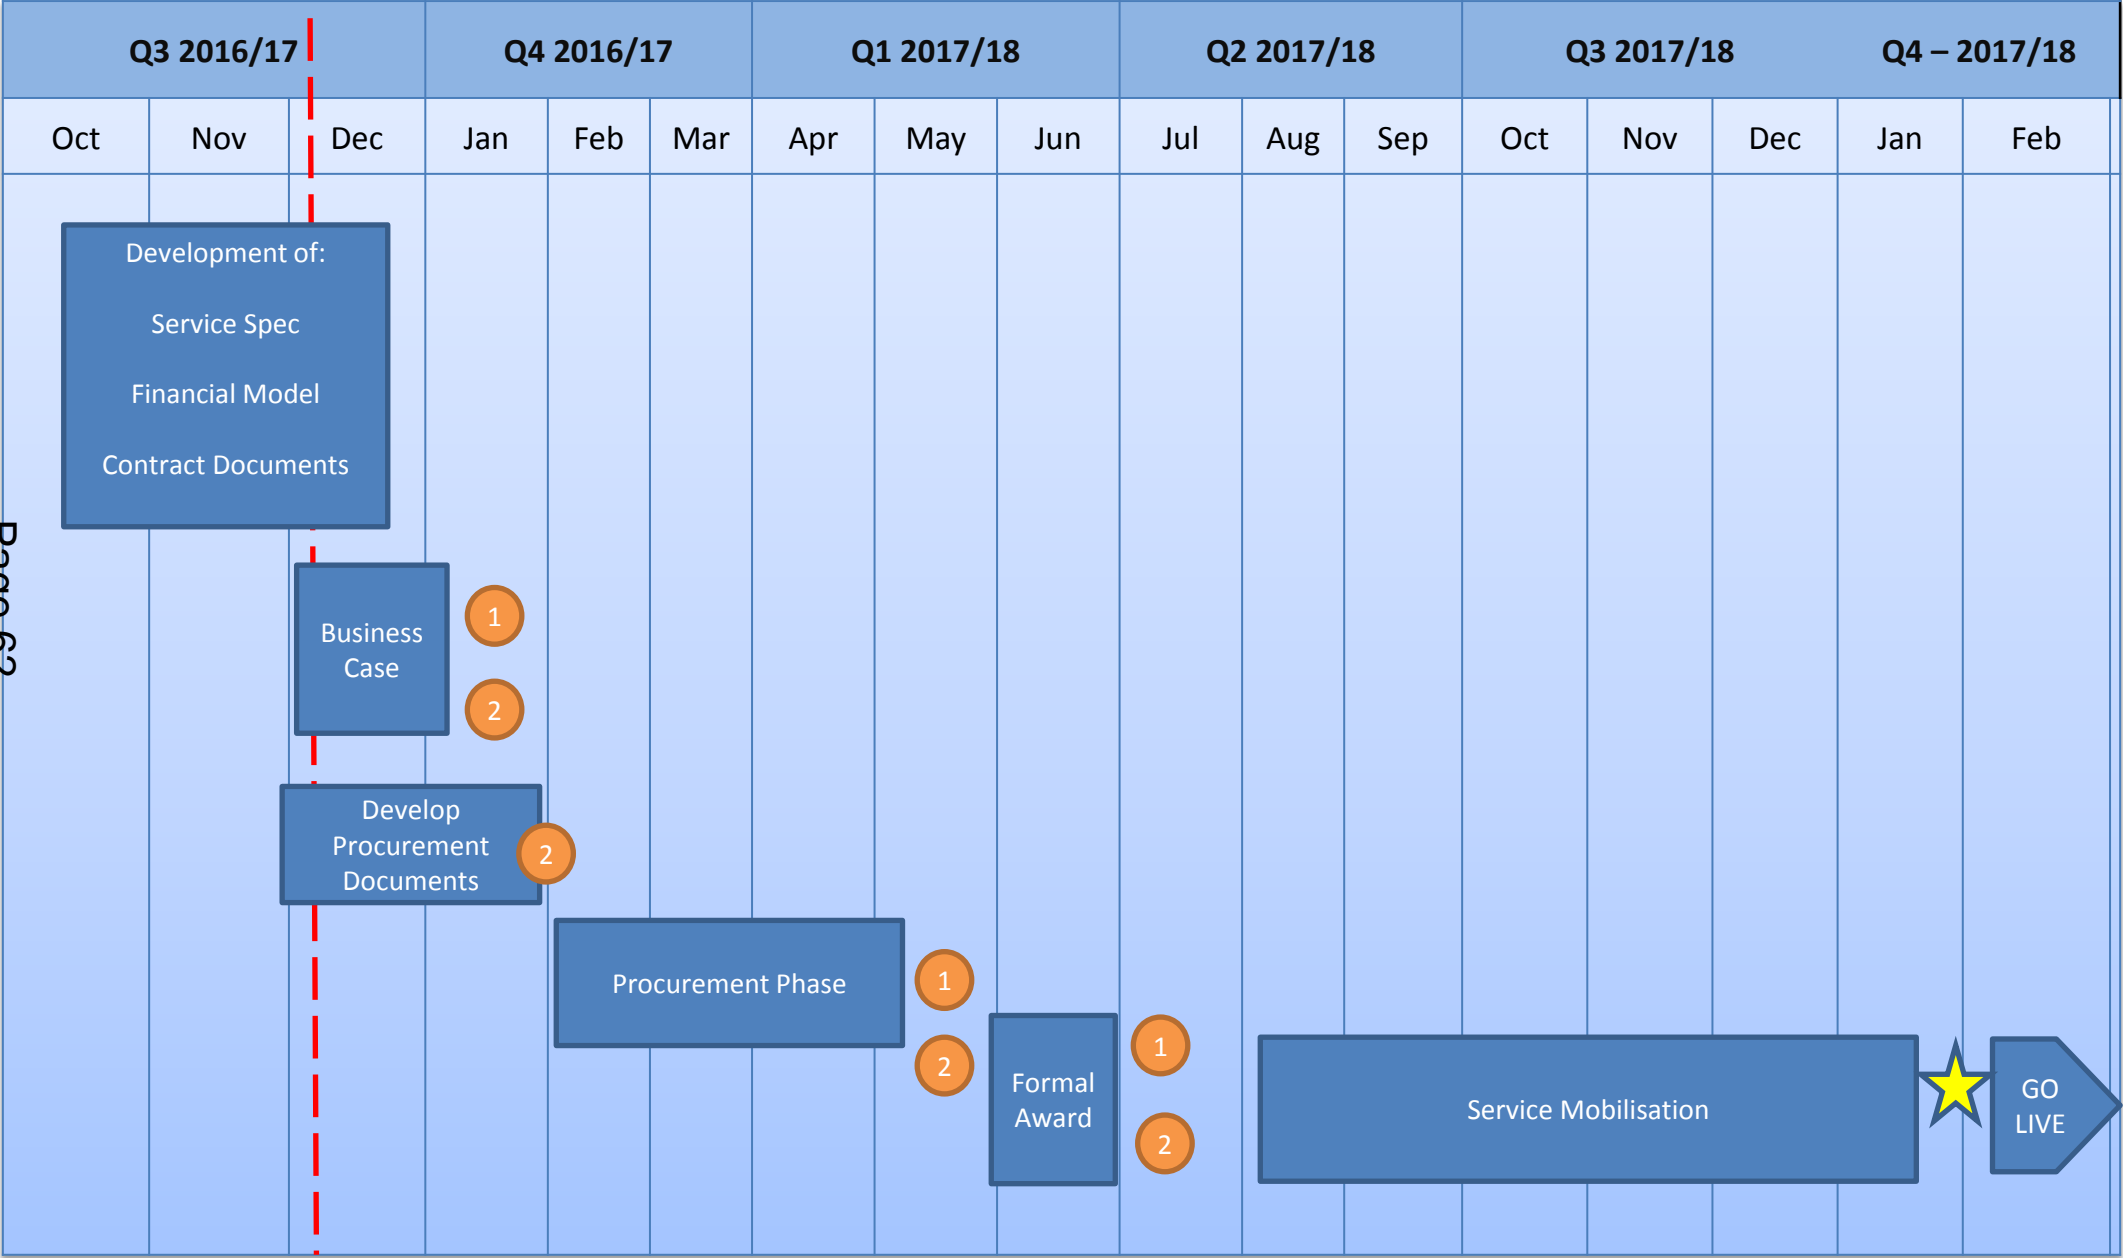 Q3 2016/17 Q4 2016/17 Q1 2017/18 Q2 2017/18 Q3 2017/18 Q4 – 2017/18
Oct Nov Dec Jan Feb Mar Apr May Jun Jul Aug Sep Oct Nov Dec Jan Feb
Development of:
Service Spec
Financial Model
Contract Documents
Page 62
Business
Case
1
2
Develop
Procurement
Documents
2
Procurement Phase
1
2
Formal
Award
1
2
Service Mobilisation
GO
LIVE